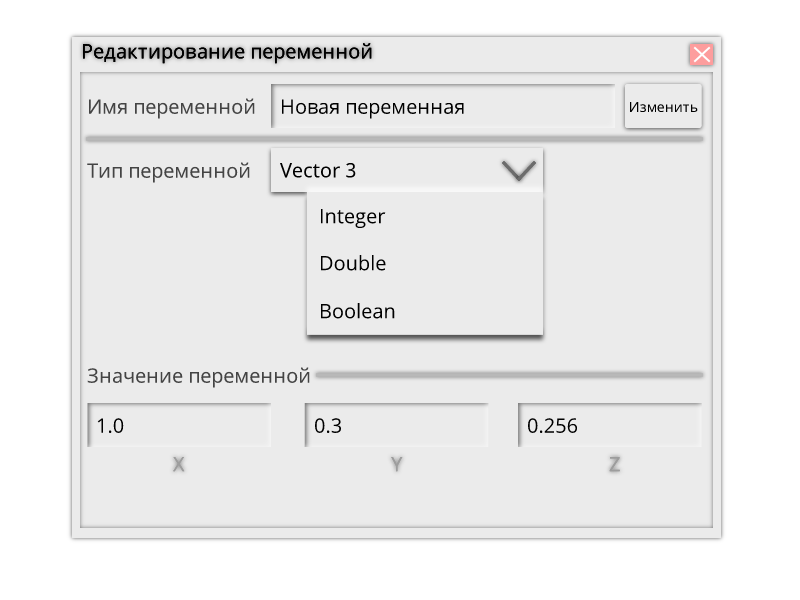 Редактирование переменной
Имя переменной Новая переменная Изменить
Тип переменной Vector 3
Integer
Double
Boolean
Значение переменной
1.0 0.3 0.256
X Y Z